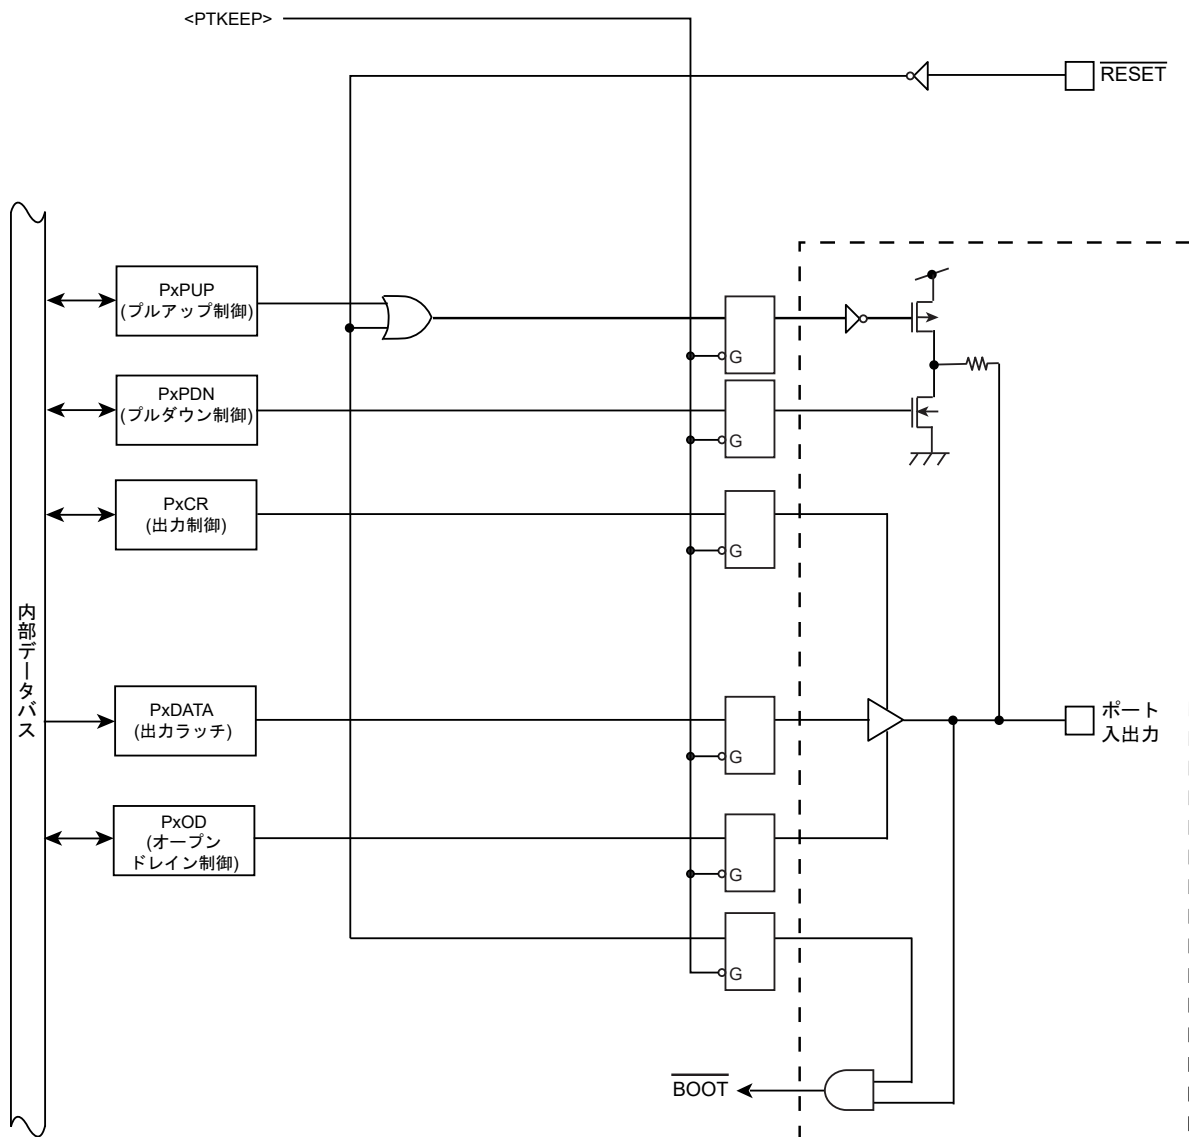 <PTKEEP>
RESET
PxPUP
(プルアップ制御)
G
PxPDN
(プルダウン制御)
G
PxCR
(出力制御)
G
内部データバス
PxDATA
(出力ラッチ)
G
ポート
入出力
PxOD
(オープン
ドレイン制御)
G
G
BOOT